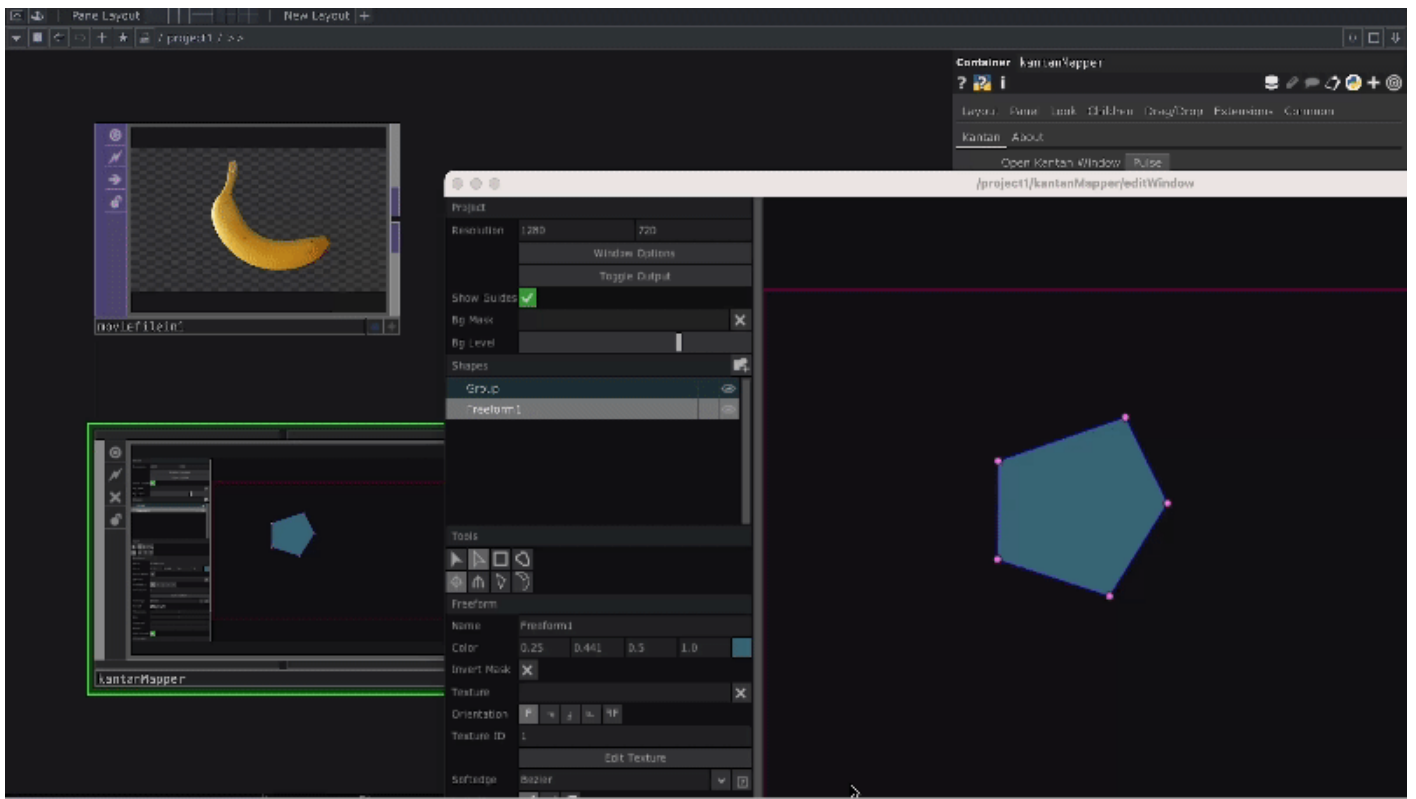 Pane Layout New Layout +
/ project1 / >>
Container kantanMapper
? ? i
Layout Panel Look Children Drag/Drop Extensions Common
Kantan About
Open Kantan Window Pulse
/project1/kantanMapper/editWindow
Project
Resolution 1280 720
Window Options
Toggle Output
Show Guides
Bg Mask
Bg Level
Shapes
Group
Freeform1
Tools
Freeform
Name Freeform1
Color 0.25 0.441 0.5 1.0
Invert Mask
Texture
Orientation
Texture ID 1
Edit Texture
Softedge Bezier
moviefilein1
kantanMapper